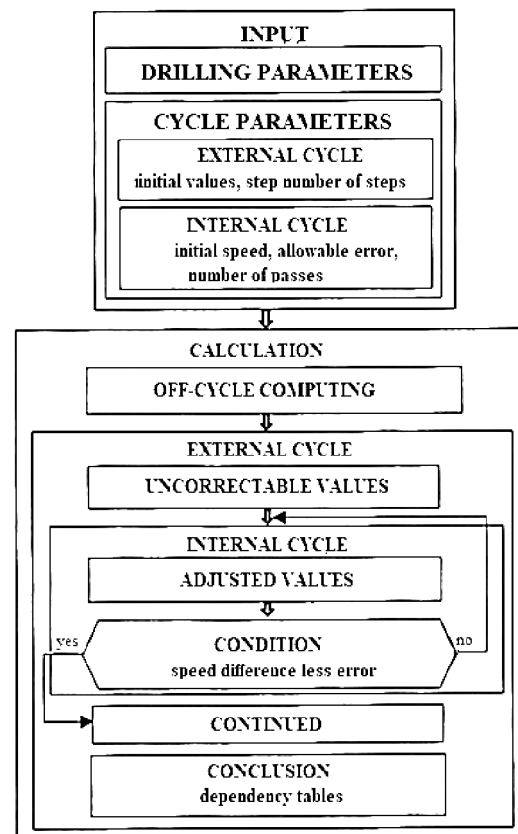 INPUT
DRILLING PARAMETERS
CYCLE PARAMETERS
EXTERNAL CYCLE
initial values, step number of steps
INTERNAL CYCLE
initial speed, allowable error,
number of passes
CALCULATION
OFF-CYCLE COMPUTING
EXTERNAL CYCLE
UNCORRECTABLE VALUES
INTERNAL CYCLE
ADJUSTED VALUES
yes
CONDITION
no
speed difference less error
CONTINUED
CONCLUSION
dependency tables